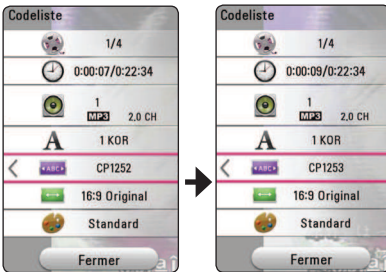 Codeliste
1/4
0:00:07/0:22:34
1
MP3 2.0 CH
A 1 KOR
ABC CP1252
16:9 Original
Standard
Fermer
Codeliste
1/4
0:00:09/0:22:34
1
MP3 2.0 CH
A 1 KOR
ABC CP1253
16:9 Original
Standard
Fermer